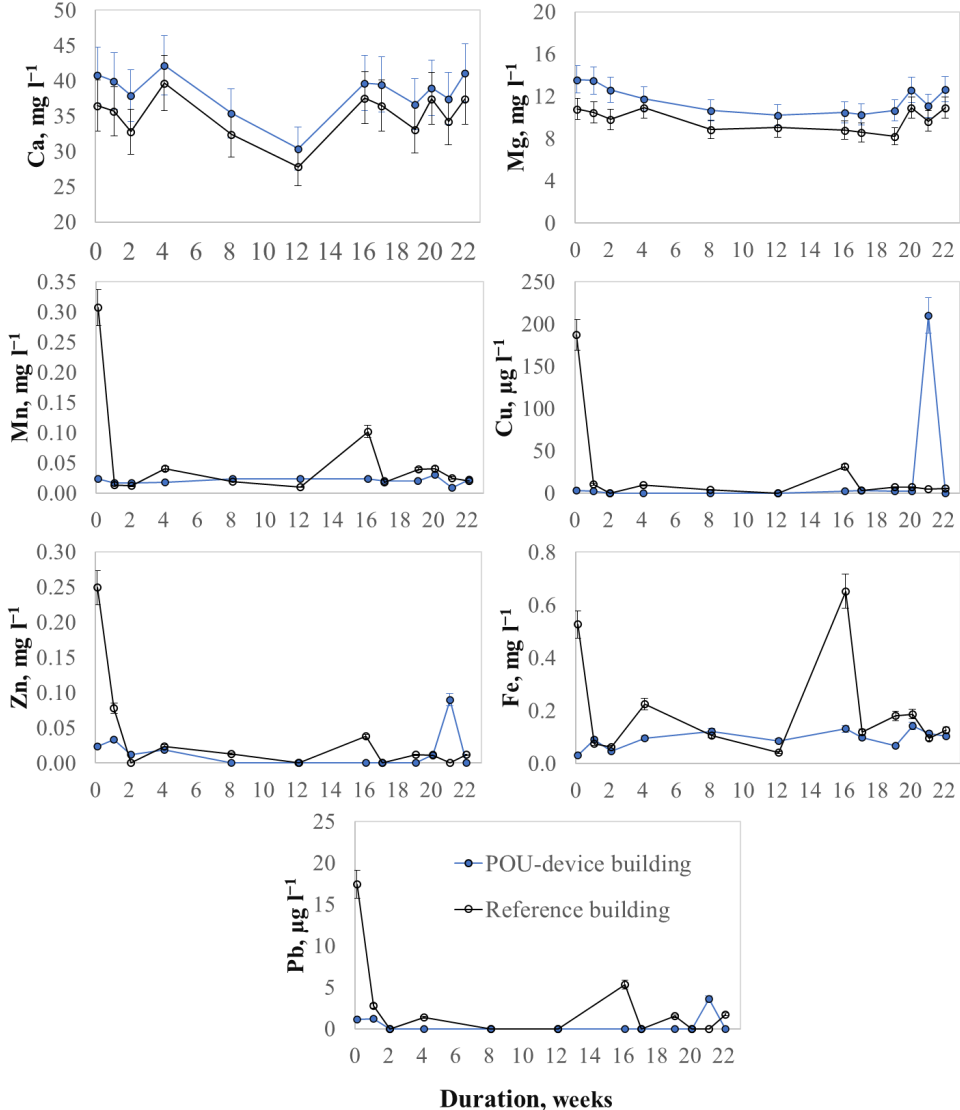 Ca, mg l⁻¹
50
45
40
35
30
25
20
0 2 4 6 8 10 12 14 16 18 20 22
Mg, mg l⁻¹
20
16
12
8
4
0
0 2 4 6 8 10 12 14 16 18 20 22
Mn, mg l⁻¹
0.35
0.30
0.25
0.20
0.15
0.10
0.05
0.00
0 2 4 6 8 10 12 14 16 18 20 22
Cu, µg l⁻¹
250
200
150
100
50
0
0 2 4 6 8 10 12 14 16 18 20 22
Zn, mg l⁻¹
0.30
0.25
0.20
0.15
0.10
0.05
0.00
0 2 4 6 8 10 12 14 16 18 20 22
Fe, mg l⁻¹
0.8
0.6
0.4
0.2
0.0
0 2 4 6 8 10 12 14 16 18 20 22
Pb, µg l⁻¹
25
20
15
10
5
0
POU-device building
Reference building
0 2 4 6 8 10 12 14 16 18 20 22
Duration, weeks